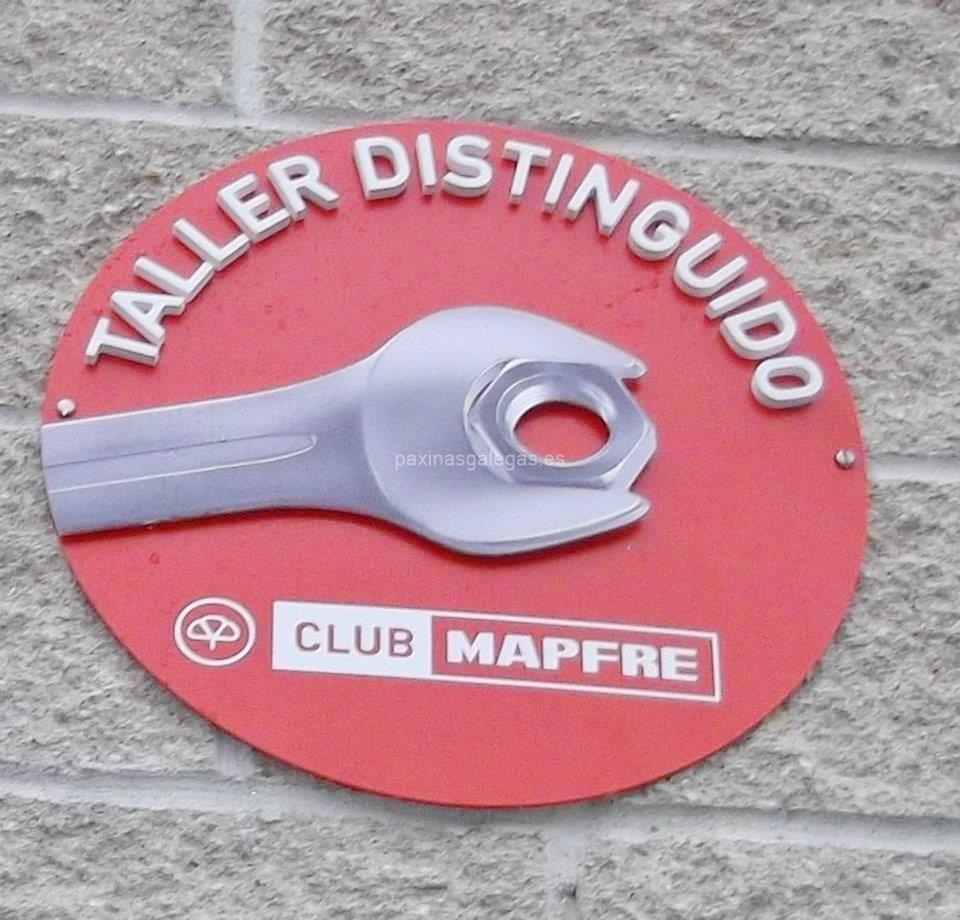 TALLER DISTINGUIDO
paxinasgalegas.es
CLUB MAPFRE